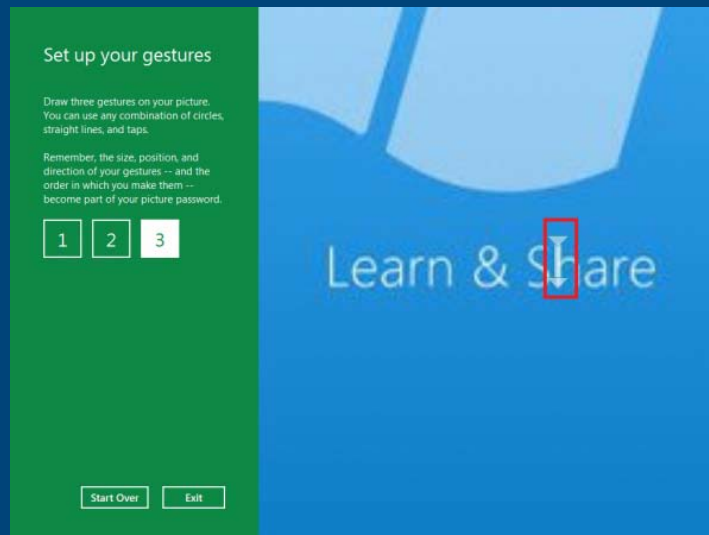 Set up your gestures
Draw three gestures on your picture.
You can use any combination of circles,
straight lines, and taps.
Remember, the size, position, and
direction of your gestures -- and the
order in which you make them --
become part of your picture password.
1 2 3
Learn & Share
Start Over Exit